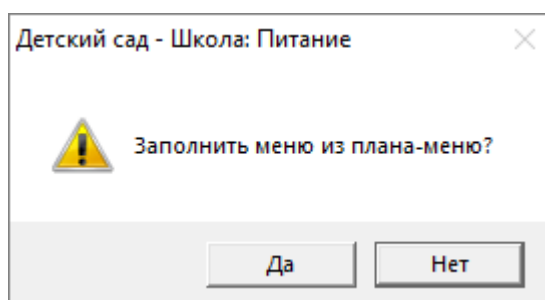 Детский сад - Школа: Питание
Заполнить меню из плана-меню?
Да
Нет